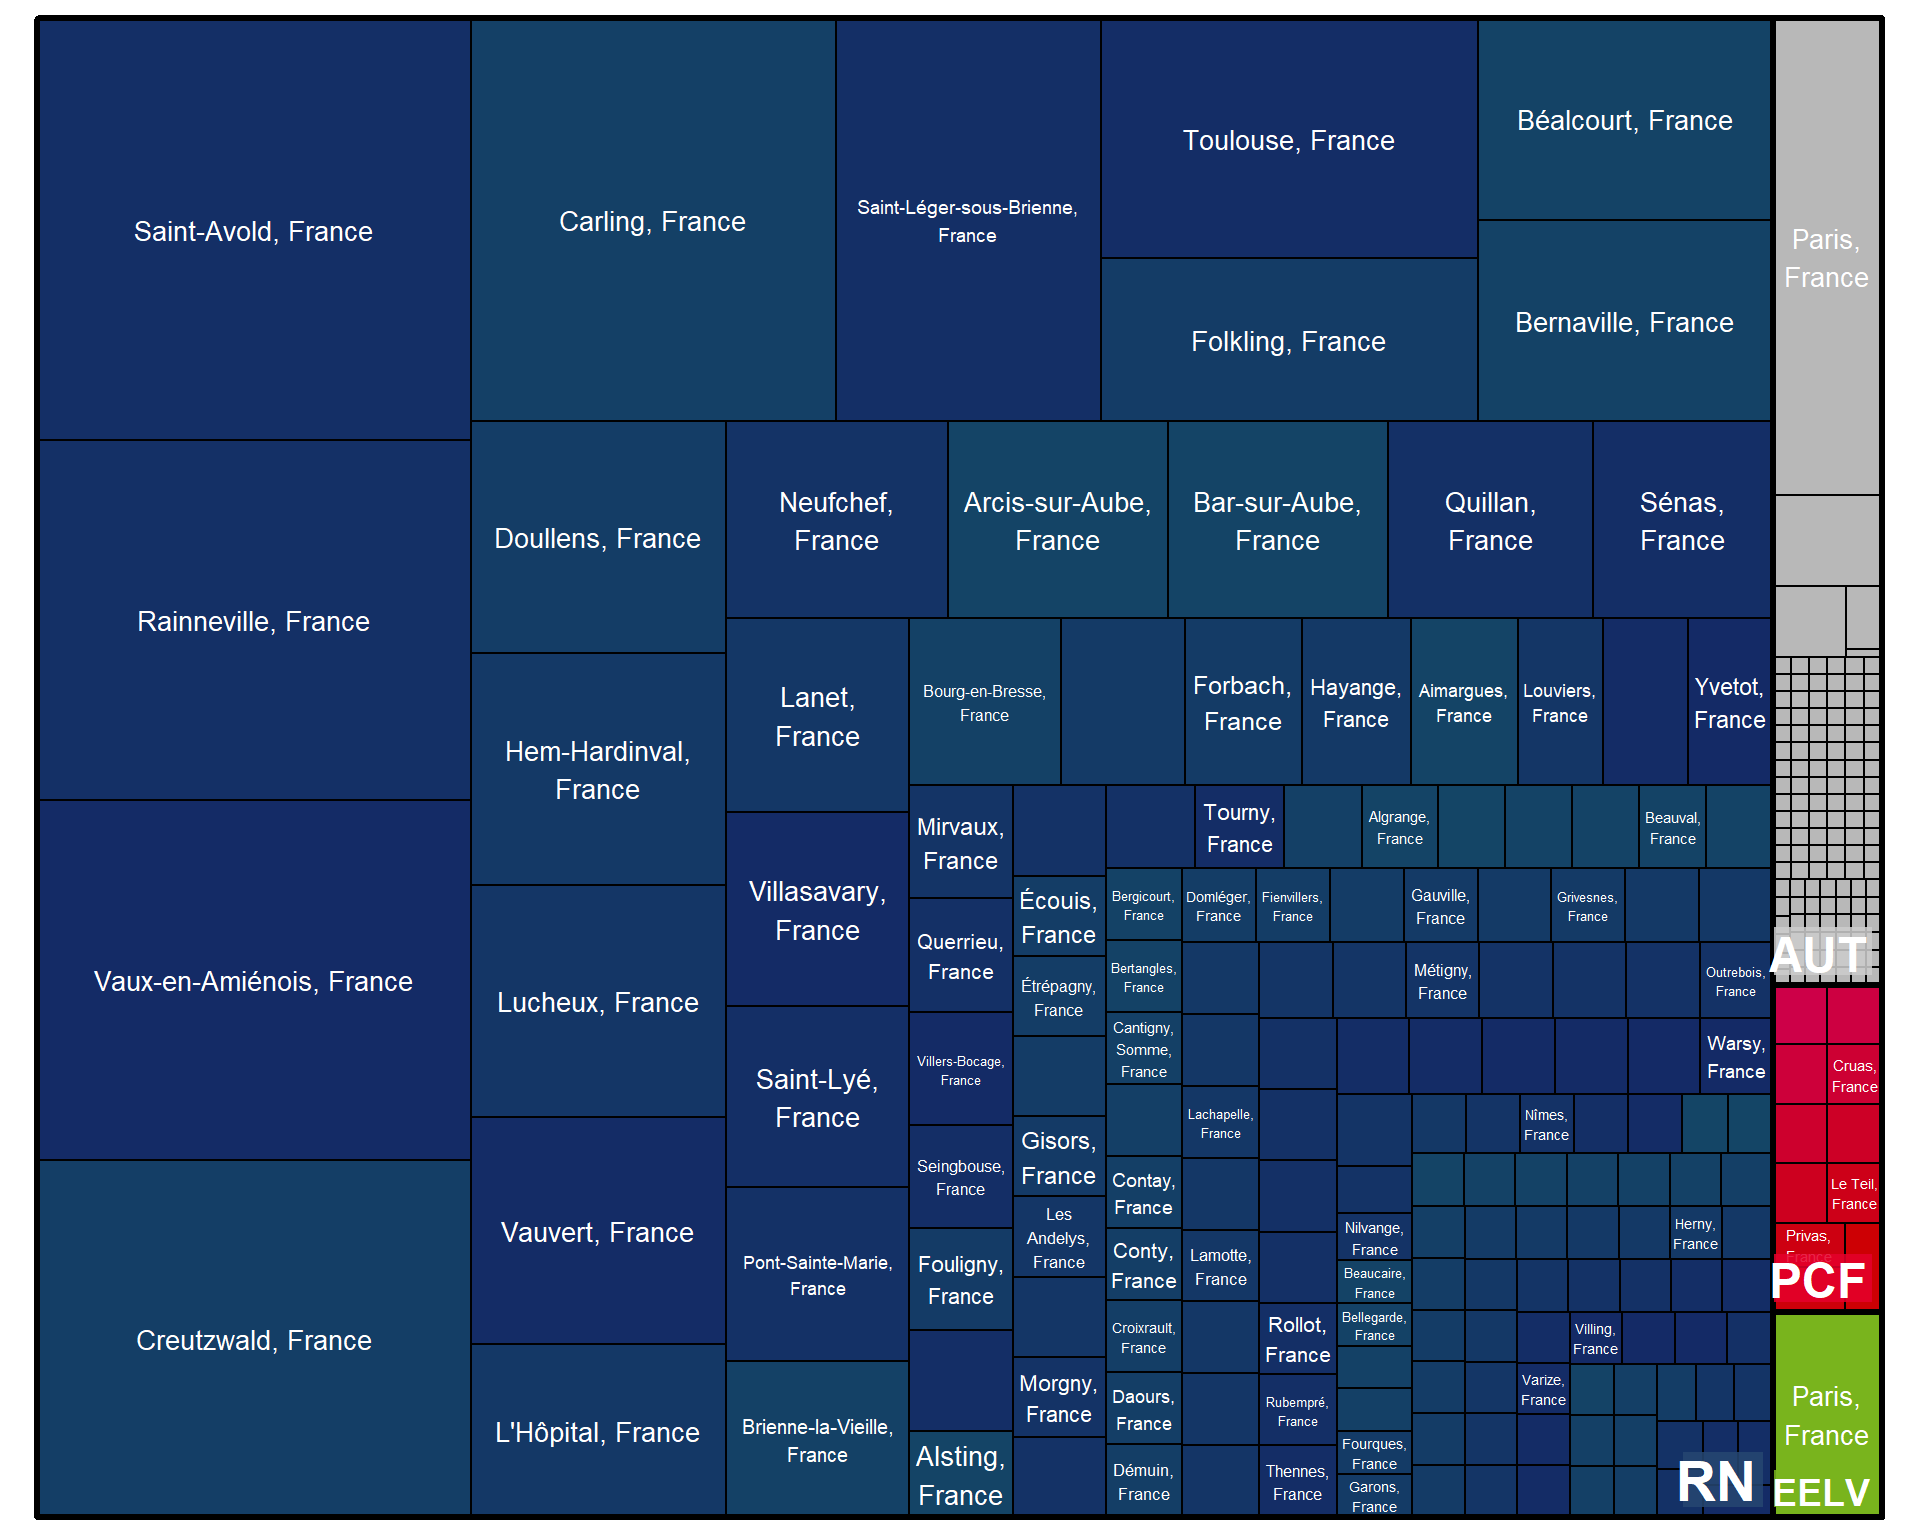 Saint-Avold, France
Rainneville, France
Vaux-en-Amiénois, France
Creutzwald, France
Carling, France
Saint-Léger-sous-Brienne,
France
Toulouse, France
Folkling, France
Béalcourt, France
Bernaville, France
Doullens, France
Hem-Hardinval,
France
Lucheux, France
Vauvert, France
L'Hôpital, France
Neufchef,
France
Arcis-sur-Aube,
France
Bar-sur-Aube,
France
Quillan,
France
Sénas,
France
Lanet,
France
Villasavary,
France
Saint-Lyé,
France
Pont-Sainte-Marie,
France
Brienne-la-Vieille,
France
Bourg-en-Bresse,
France
Forbach,
France
Hayange,
France
Aimargues,
France
Louviers,
France
Yvetot,
France
Mirvaux,
France
Querrieu,
France
Villers-Bocage,
France
Seingbouse,
France
Fouligny,
France
Alsting,
France
Écouis,
France
Étrépagny,
France
Gisors,
France
Les
Andelys,
France
Morgny,
France
Tourny,
France
Algrange,
France
Beauval,
France
Bergicourt,
France
Bertangles,
France
Cantigny,
Somme,
France
Contay,
France
Conty,
France
Croixrault,
France
Daours,
France
Démuin,
France
Domléger,
France
Fienvillers,
France
Gauville,
France
Grivesnes,
France
Lachapelle,
France
Lamotte,
France
Métigny,
France
Outrebois,
France
Warsy,
France
Rollot,
France
Rubempré,
France
Thennes,
France
Nîmes,
France
Nilvange,
France
Beaucaire,
France
Bellegarde,
France
Fourques,
France
Garons,
France
Herny,
France
Villing,
France
Varize,
France
RN
Paris,
France
AUT
Cruas,
France
Le Teil,
France
Privas,
France
PCF
Paris,
France
EELV